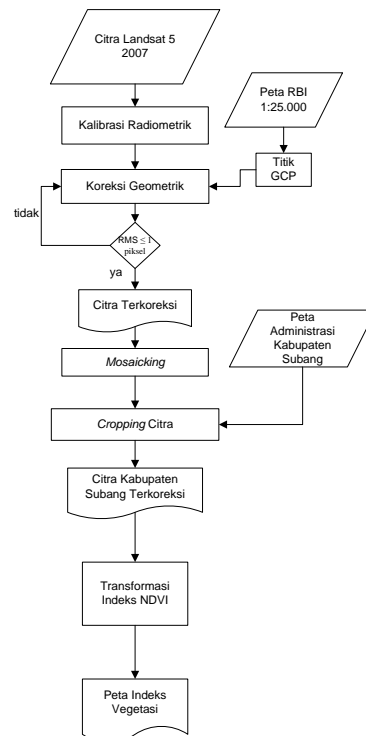 Citra Landsat 5
2007
Peta RBI
1:25.000
Kalibrasi Radiometrik
Titik
GCP
Koreksi Geometrik
tidak
RMS ≤ 1
piksel
ya
Citra Terkoreksi
Peta
Administrasi
Kabupaten
Subang
Mosaicking
Cropping Citra
Citra Kabupaten
Subang Terkoreksi
Transformasi
Indeks NDVI
Peta Indeks
Vegetasi